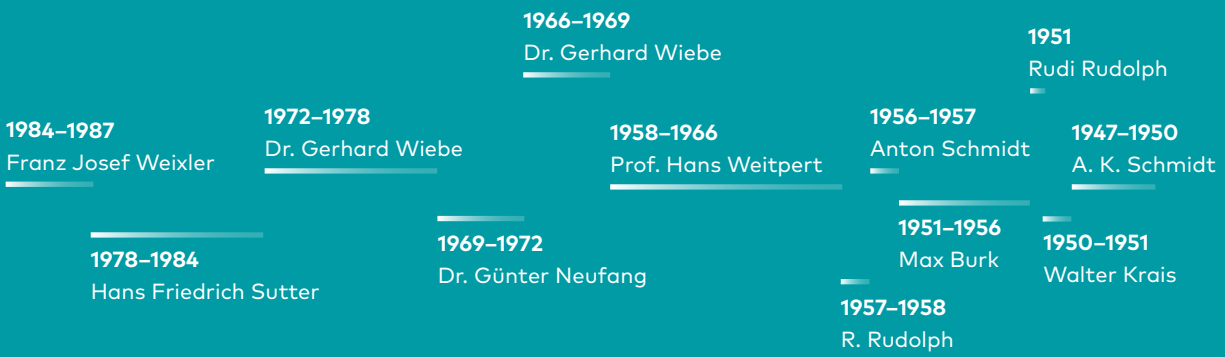 1984–1987
Franz Josef Weixler
1978–1984
Hans Friedrich Sutter
1972–1978
Dr. Gerhard Wiebe
1969–1972
Dr. Günter Neufang
1966–1969
Dr. Gerhard Wiebe
1958–1966
Prof. Hans Weitpert
1957–1958
R. Rudolph
1956–1957
Anton Schmidt
1951–1956
Max Burk
1951
Rudi Rudolph
1950–1951
Walter Krais
1947–1950
A. K. Schmidt